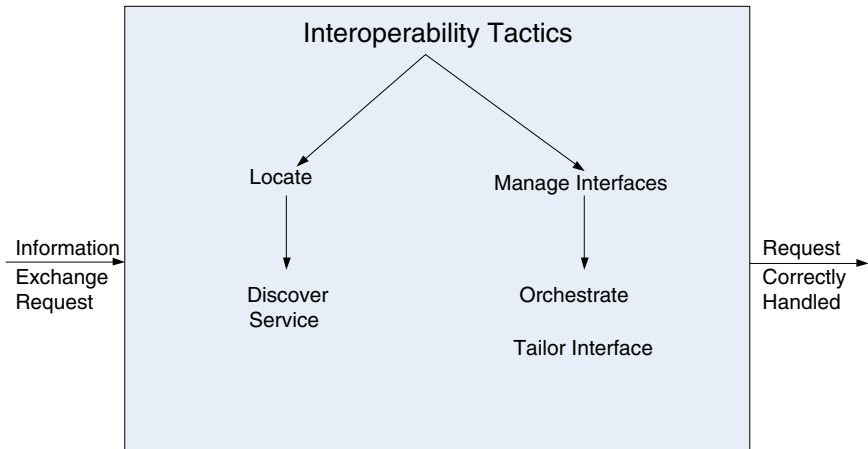 Interoperability Tactics
Locate
Manage Interfaces
Information
Exchange
Request
Request
Correctly
Handled
Discover
Service
Orchestrate
Tailor Interface